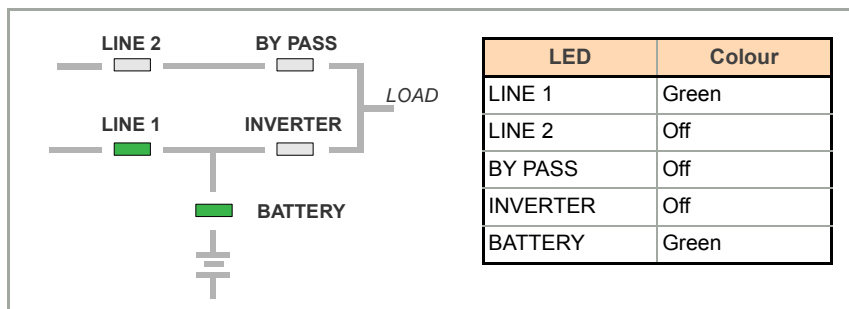 LINE 2 BY PASS
LOAD
LINE 1 INVERTER
BATTERY
LED Colour
LINE 1 Green
LINE 2 Off
BY PASS Off
INVERTER Off
BATTERY Green